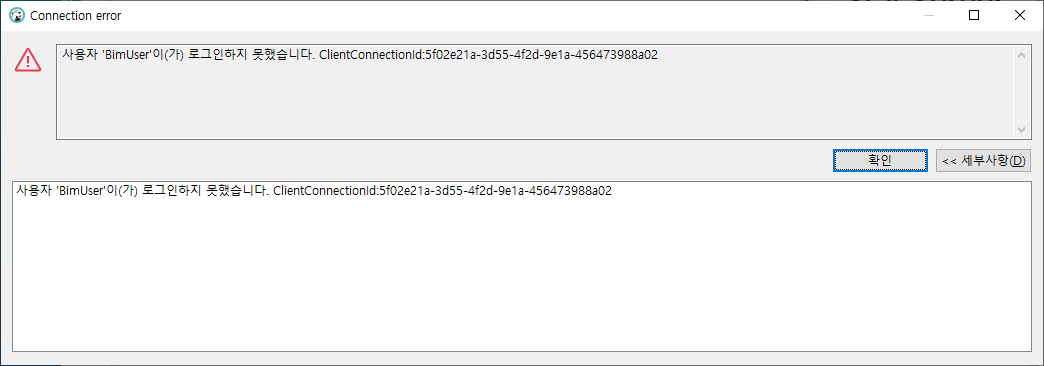 Connection error
사용자 'BimUser'이(가) 로그인하지 못했습니다. ClientConnectionId:5f02e21a-3d55-4f2d-9e1a-456473988a02
확인
<< 세부사항(D)
사용자 'BimUser'이(가) 로그인하지 못했습니다. ClientConnectionId:5f02e21a-3d55-4f2d-9e1a-456473988a02